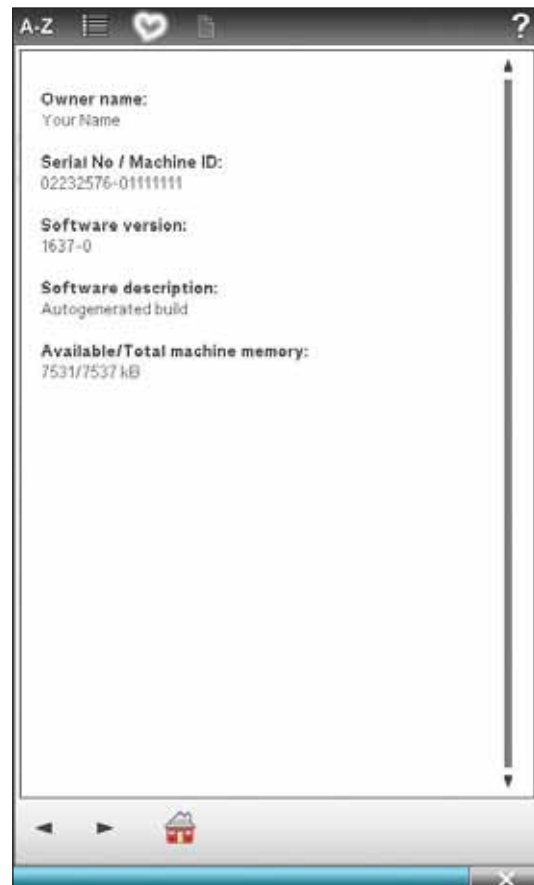 A-Z ?
Owner name:
Your Name
Serial No / Machine ID:
02232576-01111111
Software version:
1637-0
Software description:
Autogenerated build
Available/Total machine memory:
7531/7537 kB